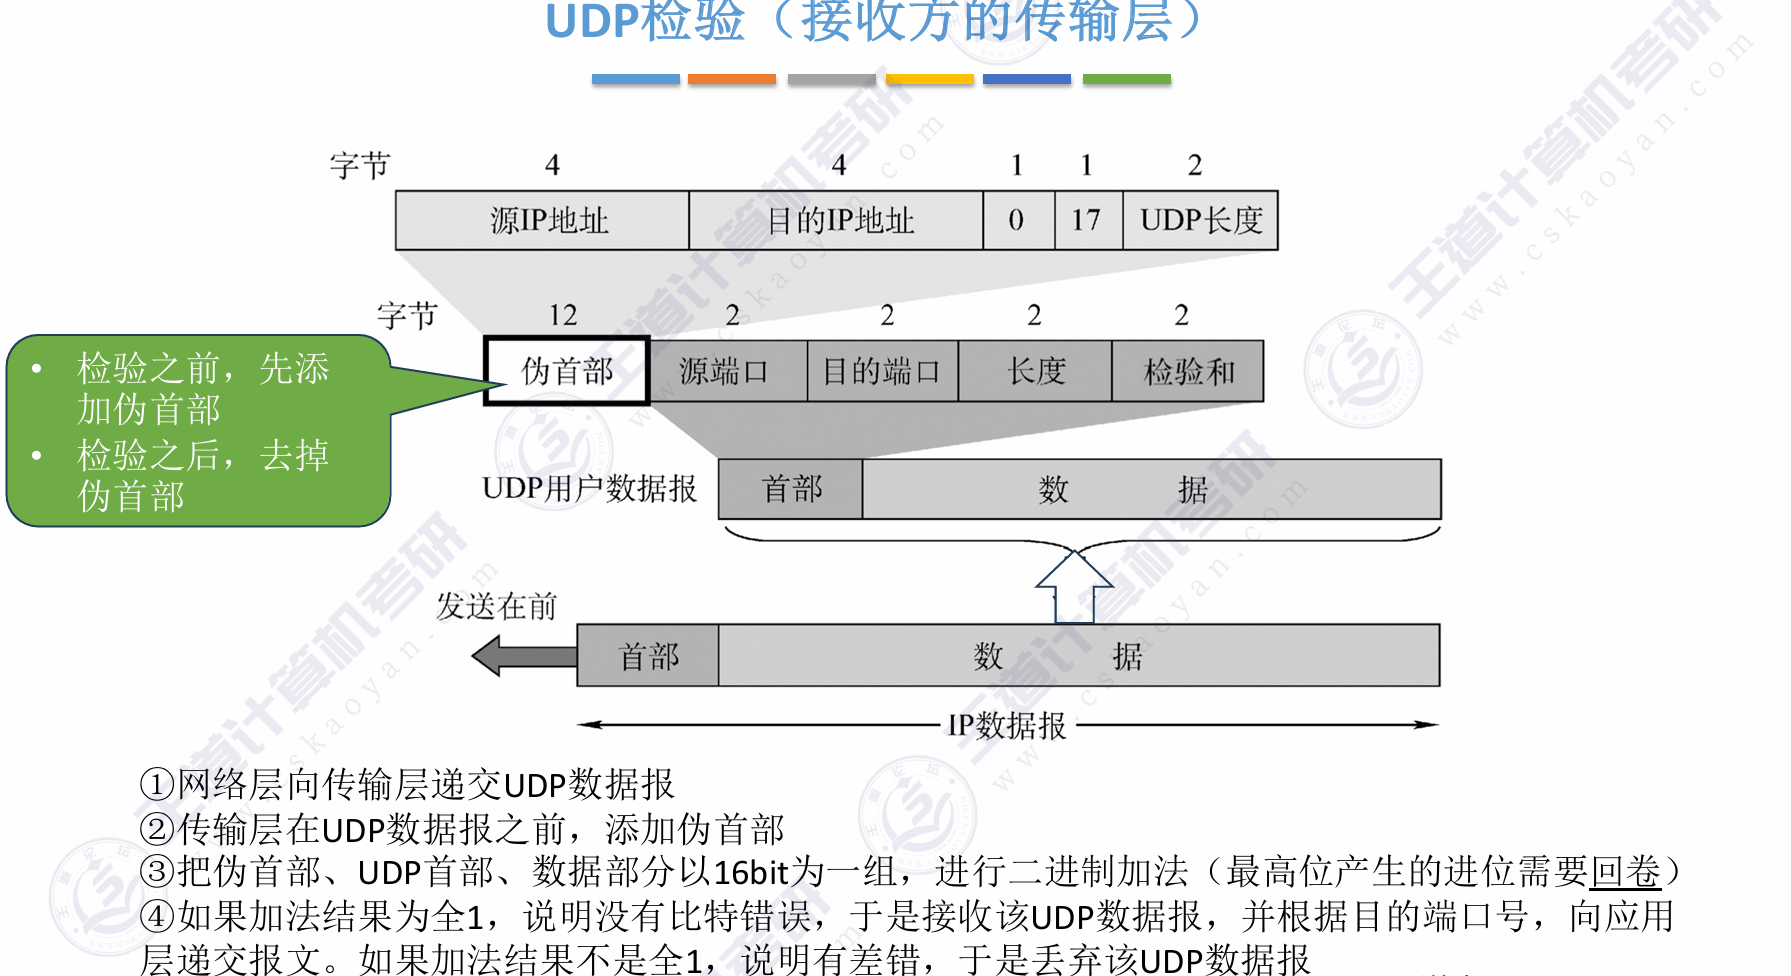 UDP检验（接收方的传输层）
字节 4 4 1 1 2
源IP地址 目的IP地址 0 17 UDP长度
字节 12 2 2 2 2
伪首部 源端口 目的端口 长度 检验和
• 检验之前，先添
加伪首部
• 检验之后，去掉
伪首部
UDP用户数据报 首部 数 据
发送在前
首部 数 据
IP数据报
①网络层向传输层递交UDP数据报
②传输层在UDP数据报之前，添加伪首部
③把伪首部、UDP首部、数据部分以16bit为一组，进行二进制加法（最高位产生的进位需要回卷）
④如果加法结果为全1，说明没有比特错误，于是接收该UDP数据报，并根据目的端口号，向应用
层递交报文。如果加法结果不是全1，说明有差错，于是丢弃该UDP数据报
王道计算机考研
www.cskaoyan.com